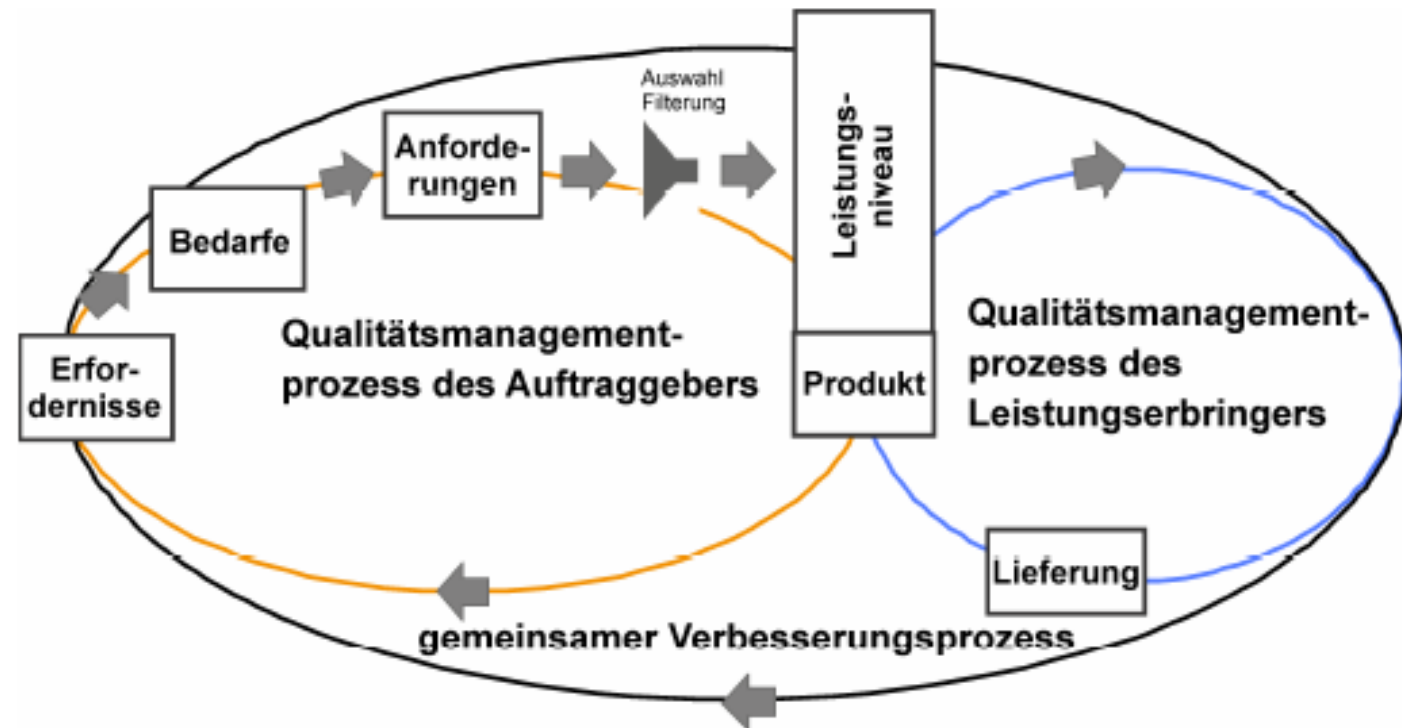 Auswahl
Filterung
Leistungs-
niveau
Anforde-
rungen
Bedarfe
Erfor-
dernisse
Qualitätsmanagement-
prozess des Auftraggebers
Produkt
Qualitätsmanagement-
prozess des
Leistungserbringers
Lieferung
gemeinsamer Verbesserungsprozess